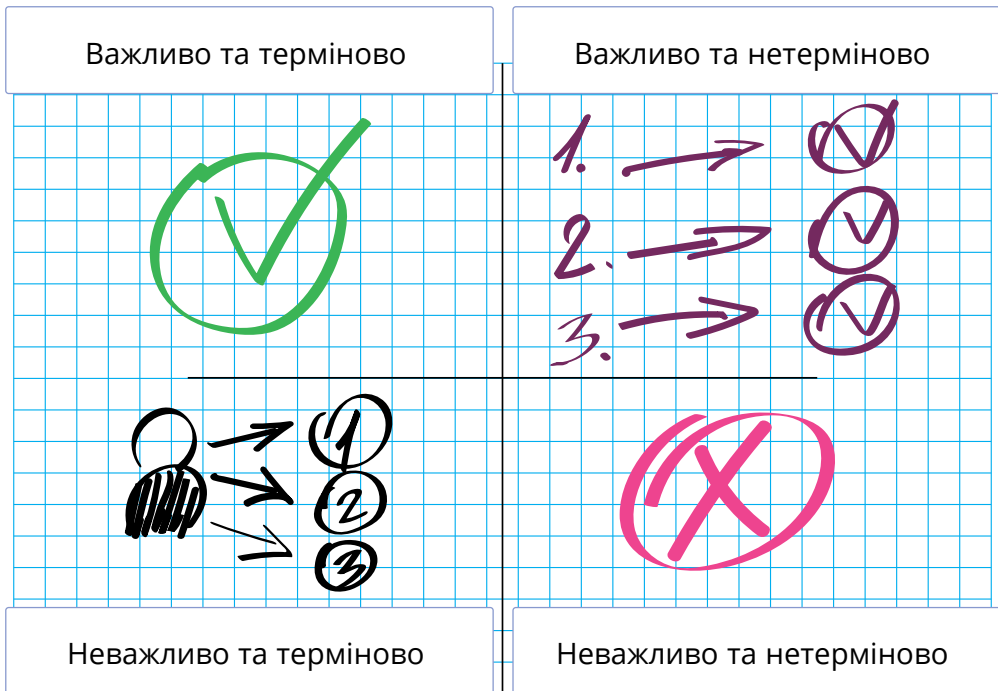 Важливо та терміново
Важливо та нетерміново
1.
2.
3.
1
2
3
Неважливо та терміново
Неважливо та нетерміново